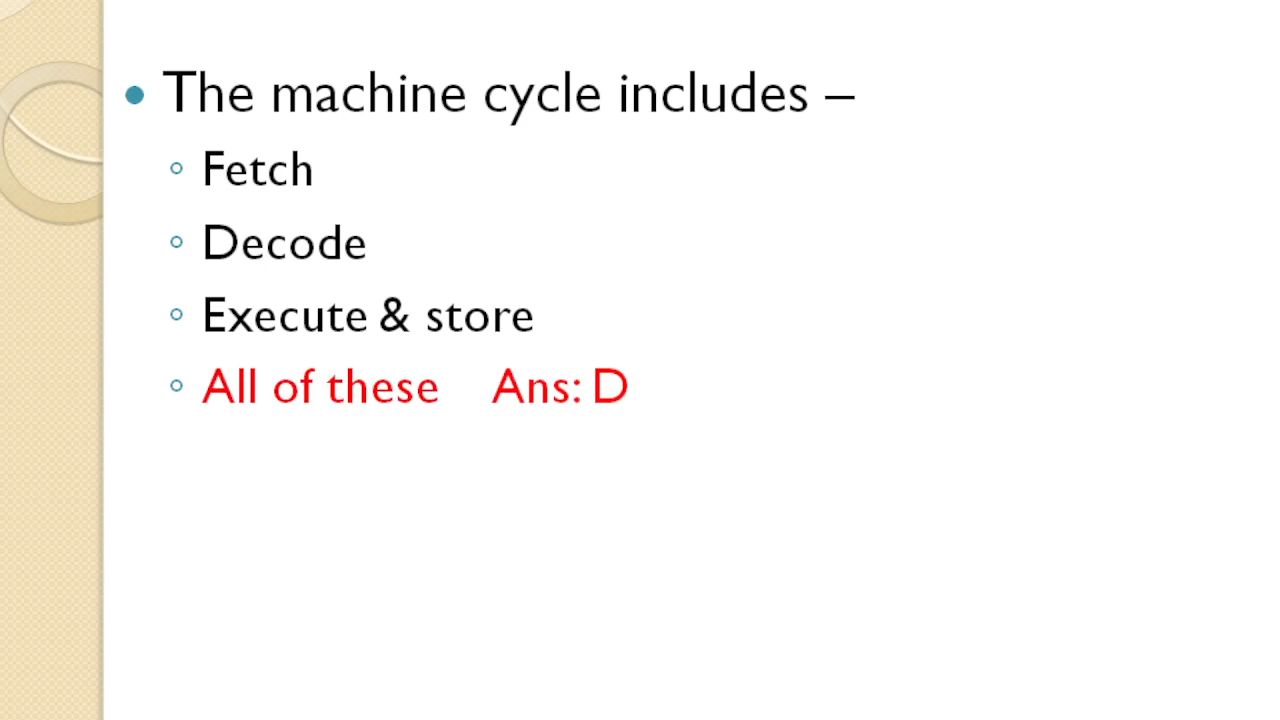 The machine cycle includes –
Fetch
Decode
Execute & store
All of these Ans: D